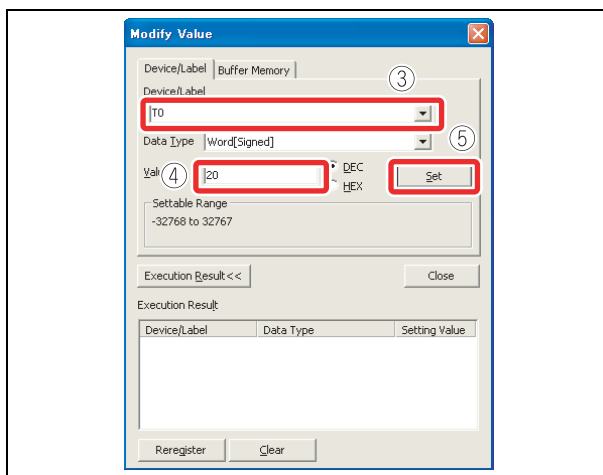 Modify Value
Device/Label Buffer Memory
③
Device/Label
T0
⑤
Data Type Word[Signed]
④ 20 DEC
HEX
Set
Settable Range
-32768 to 32767
Execution Result<< Close
Execution Result
Device/Label Data Type Setting Value
Reregister Clear